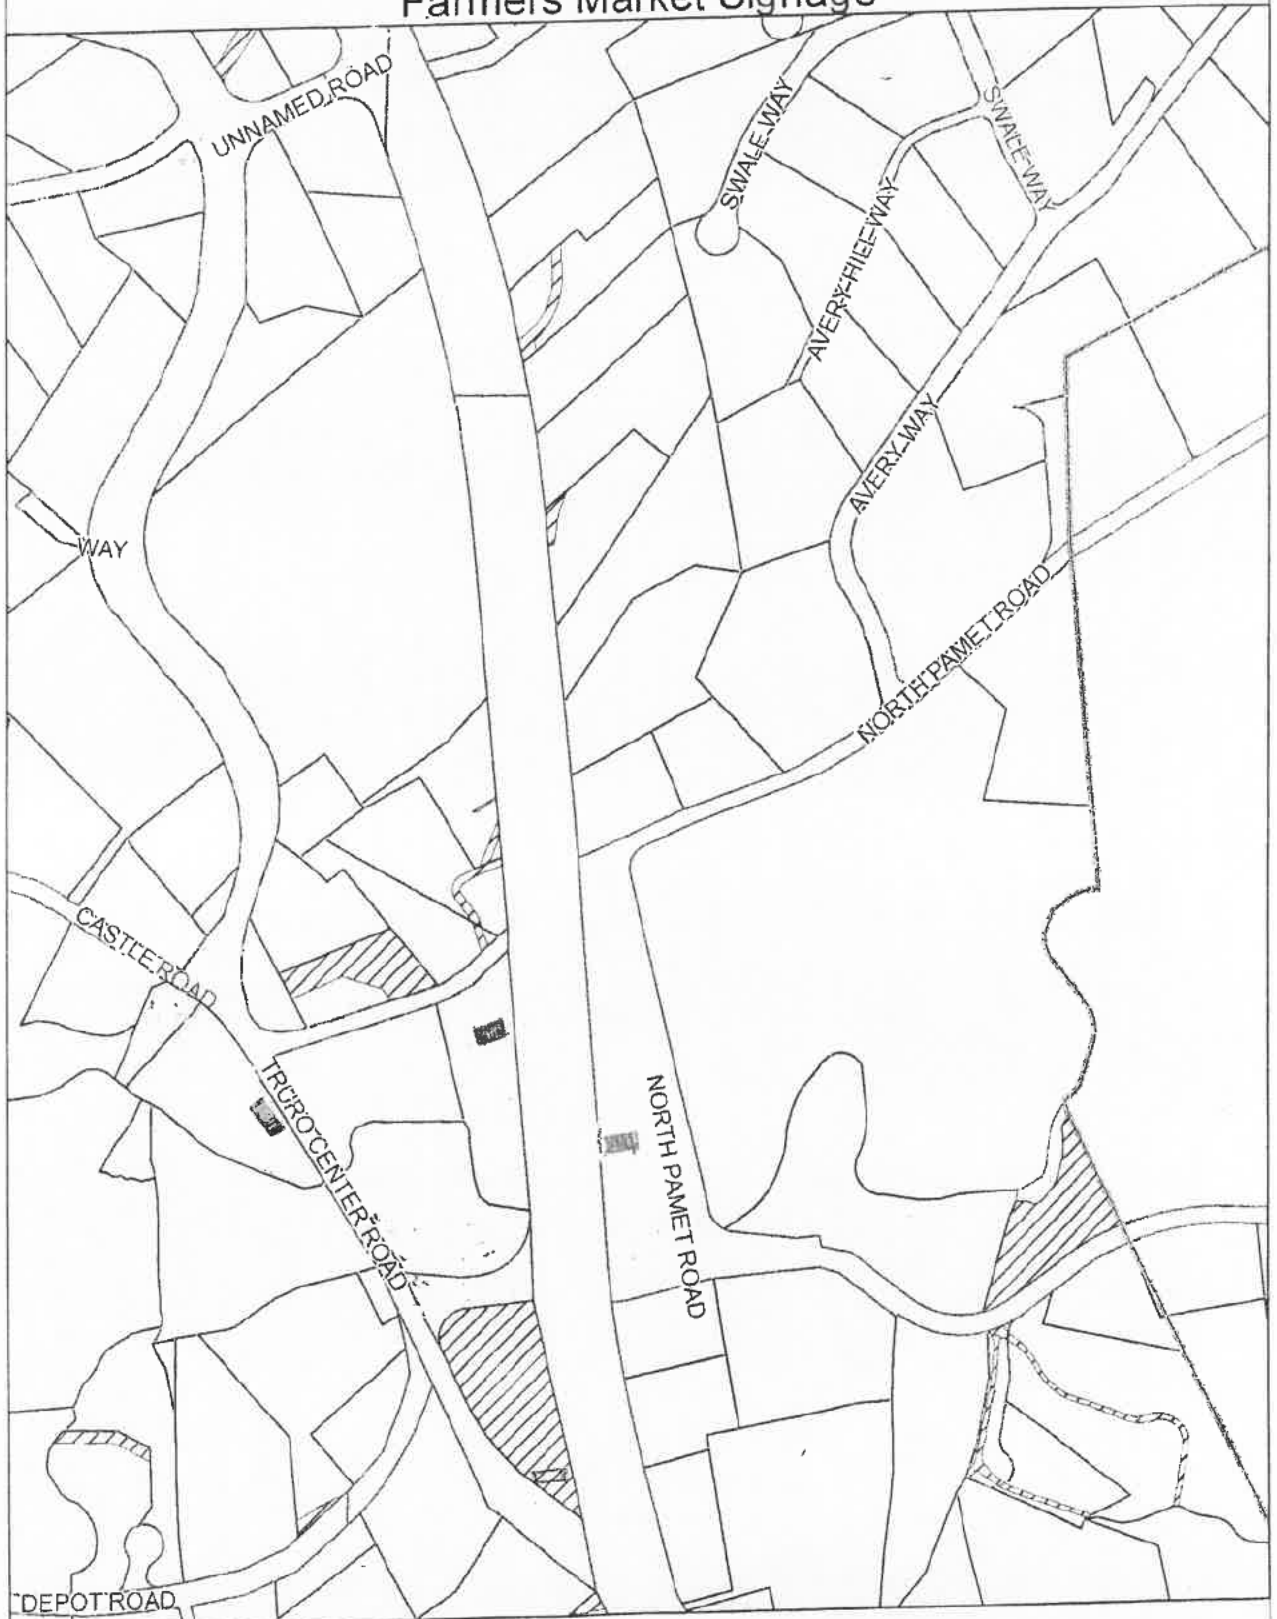 Farmers Market Signage
UNNAMED ROAD
SWALE WAY
SWALE WAY
AVERY HILL WAY
AVERY WAY
WAY
NORTH PAMET ROAD
CASTLE ROAD
TRURO CENTER ROAD
NORTH PAMET ROAD
DEPOT ROAD